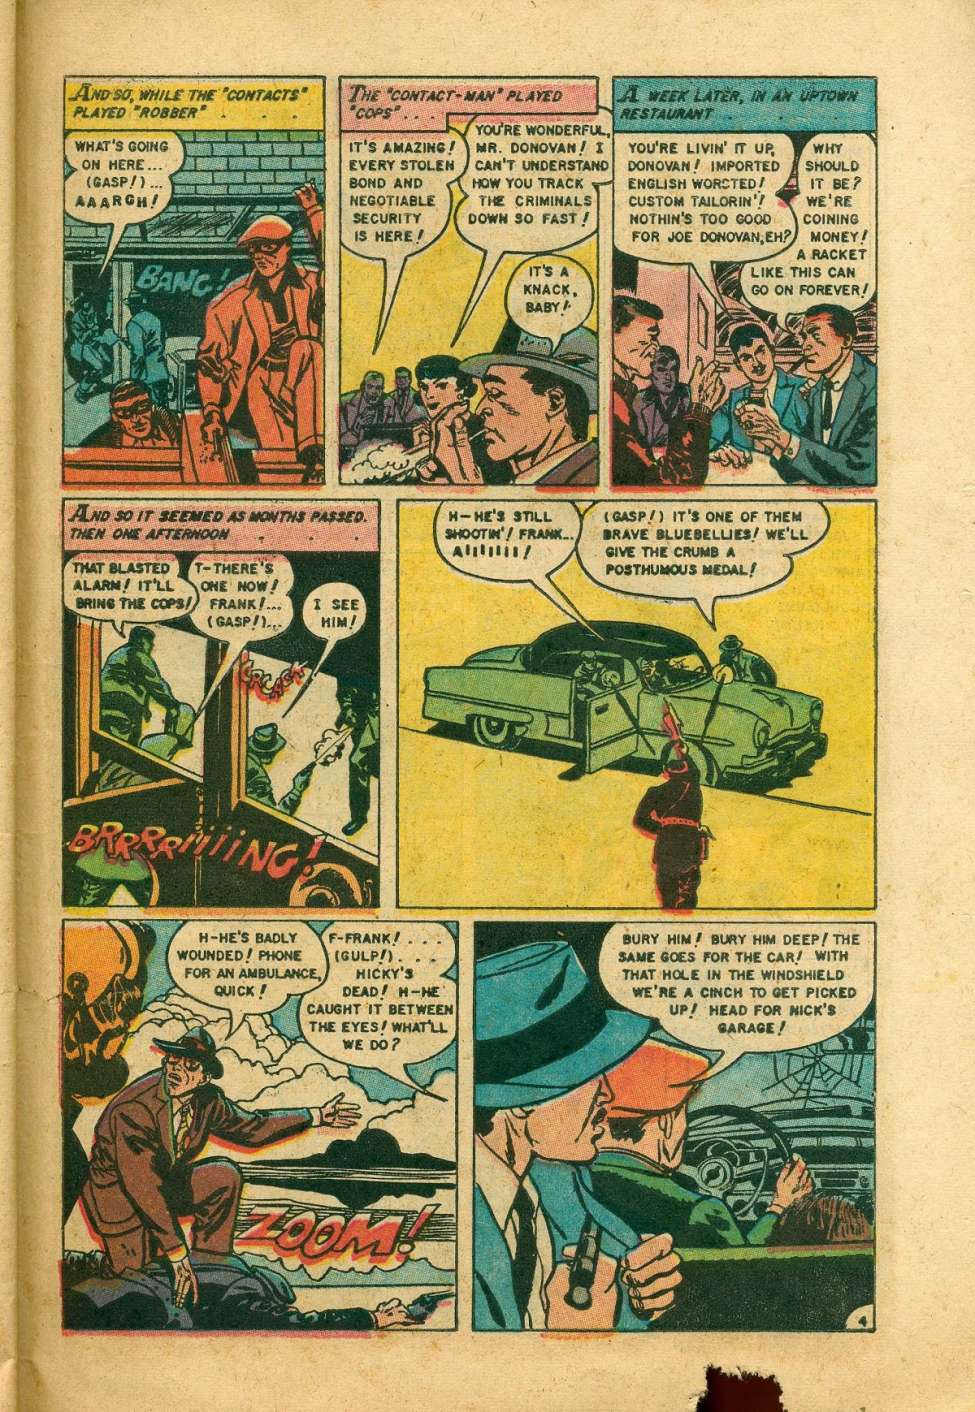 AND SO, WHILE THE "CONTACTS"
PLAYED "ROBBER" . . .
WHAT'S GOING
ON HERE...
(GASP!)...
AAARGH!
BANG!
THE "CONTACT-MAN" PLAYED
"COPS" . . .
IT'S AMAZING!
EVERY STOLEN
BOND AND
NEGOTIABLE
SECURITY
IS HERE!
YOU'RE WONDERFUL,
MR. DONOVAN! I
CAN'T UNDERSTAND
HOW YOU TRACK
THE CRIMINALS
DOWN SO FAST!
IT'S A
KNACK,
BABY!
A WEEK LATER, IN AN UPTOWN
RESTAURANT . . . .
YOU'RE LIVIN' IT UP,
DONOVAN! IMPORTED
ENGLISH WORSTED!
CUSTOM TAILORIN'!
NOTHIN'S TOO GOOD
FOR JOE DONOVAN, EH?
WHY
SHOULD
IT BE?
WE'RE
COINING
MONEY!
A RACKET
LIKE THIS CAN
GO ON FOREVER!
AND SO IT SEEMED AS MONTHS PASSED.
THEN ONE AFTERNOON . . . .
THAT BLASTED
ALARM! IT'LL
BRING THE COPS!
T-THERE'S
ONE NOW!
FRANK!...
(GASP!)...
I SEE
HIM!
CRCRACK
BRRRRIIIING!
H-HE'S STILL
SHOOTIN'! FRANK...
AIIIIIII!
(GASP!) IT'S ONE OF THEM
BRAVE BLUEBELLIES! WE'LL
GIVE THE CRUMB A
POSTHUMOUS MEDAL!
H-HE'S BADLY
WOUNDED! PHONE
FOR AN AMBULANCE,
QUICK!
F-FRANK!. . .
(GULP!). . .
HICKY'S
DEAD! H-HE
CAUGHT IT BETWEEN
THE EYES! WHAT'LL
WE DO?
ZOOM!
BURY HIM! BURY HIM DEEP! THE
SAME GOES FOR THE CAR! WITH
THAT HOLE IN THE WINDSHIELD
WE'RE A CINCH TO GET PICKED
UP! HEAD FOR NICK'S
GARAGE!
4